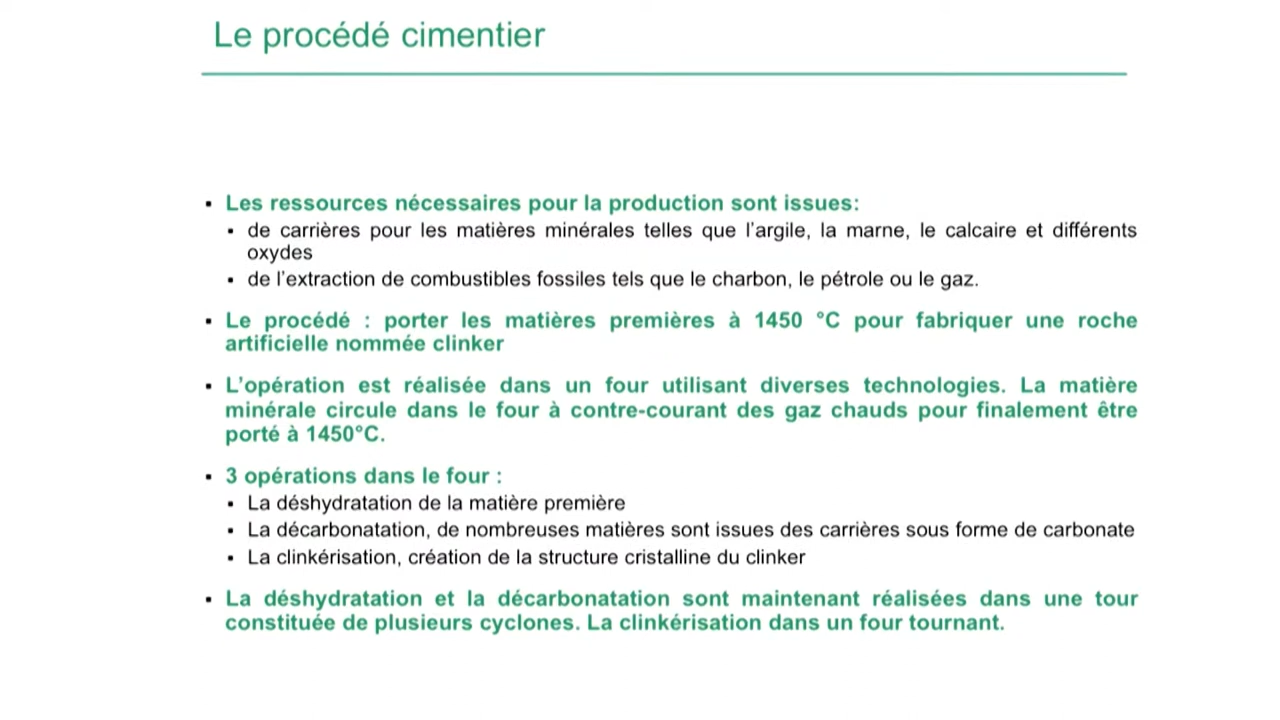 Le procédé cimentier
▪ Les ressources nécessaires pour la production sont issues:
▪ de carrières pour les matières minérales telles que l'argile, la marne, le calcaire et différents
oxydes
▪ de l'extraction de combustibles fossiles tels que le charbon, le pétrole ou le gaz.
▪ Le procédé : porter les matières premières à 1450 °C pour fabriquer une roche
artificielle nommée clinker
▪ L'opération est réalisée dans un four utilisant diverses technologies. La matière
minérale circule dans le four à contre-courant des gaz chauds pour finalement être
porté à 1450°C.
▪ 3 opérations dans le four :
▪ La déshydratation de la matière première
▪ La décarbonatation, de nombreuses matières sont issues des carrières sous forme de carbonate
▪ La clinkérisation, création de la structure cristalline du clinker
▪ La déshydratation et la décarbonatation sont maintenant réalisées dans une tour
constituée de plusieurs cyclones. La clinkérisation dans un four tournant.